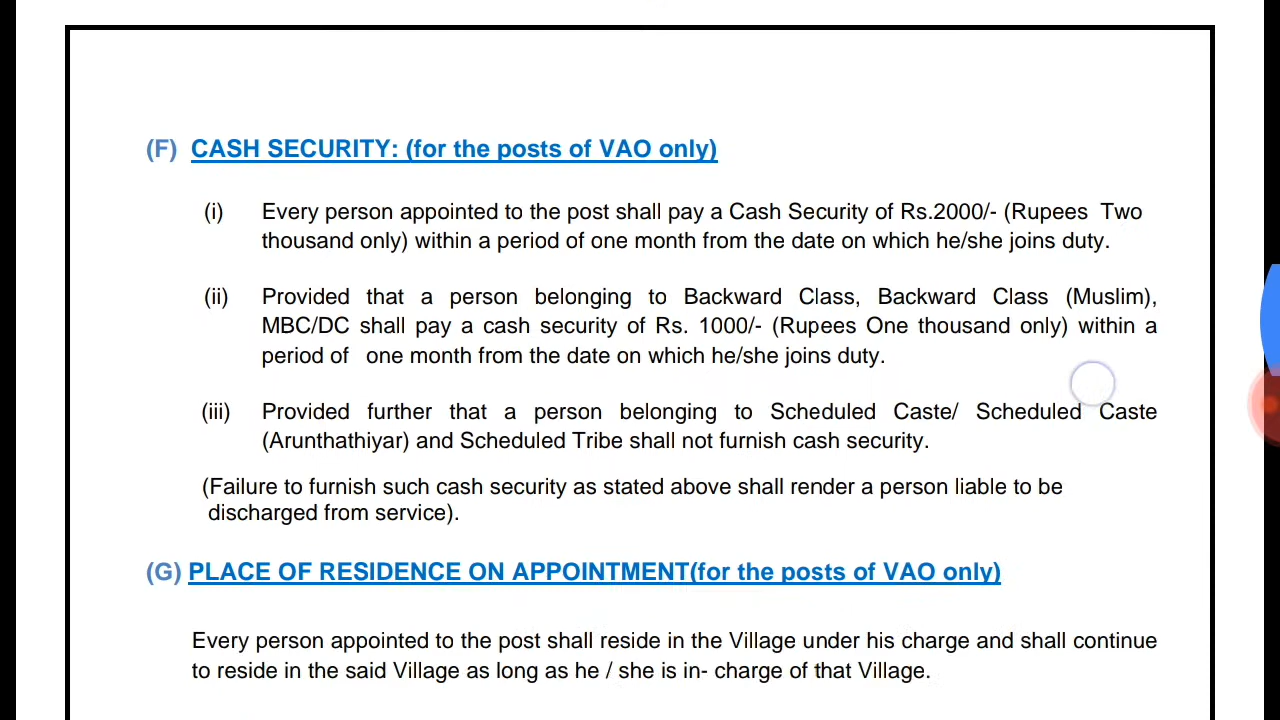 (F) CASH SECURITY: (for the posts of VAO only)
(i) Every person appointed to the post shall pay a Cash Security of Rs.2000/- (Rupees Two
thousand only) within a period of one month from the date on which he/she joins duty.
(ii) Provided that a person belonging to Backward Class, Backward Class (Muslim),
MBC/DC shall pay a cash security of Rs. 1000/- (Rupees One thousand only) within a
period of one month from the date on which he/she joins duty.
(iii) Provided further that a person belonging to Scheduled Caste/ Scheduled Caste
(Arunthathiyar) and Scheduled Tribe shall not furnish cash security.
(Failure to furnish such cash security as stated above shall render a person liable to be
discharged from service).
(G) PLACE OF RESIDENCE ON APPOINTMENT(for the posts of VAO only)
Every person appointed to the post shall reside in the Village under his charge and shall continue
to reside in the said Village as long as he / she is in- charge of that Village.